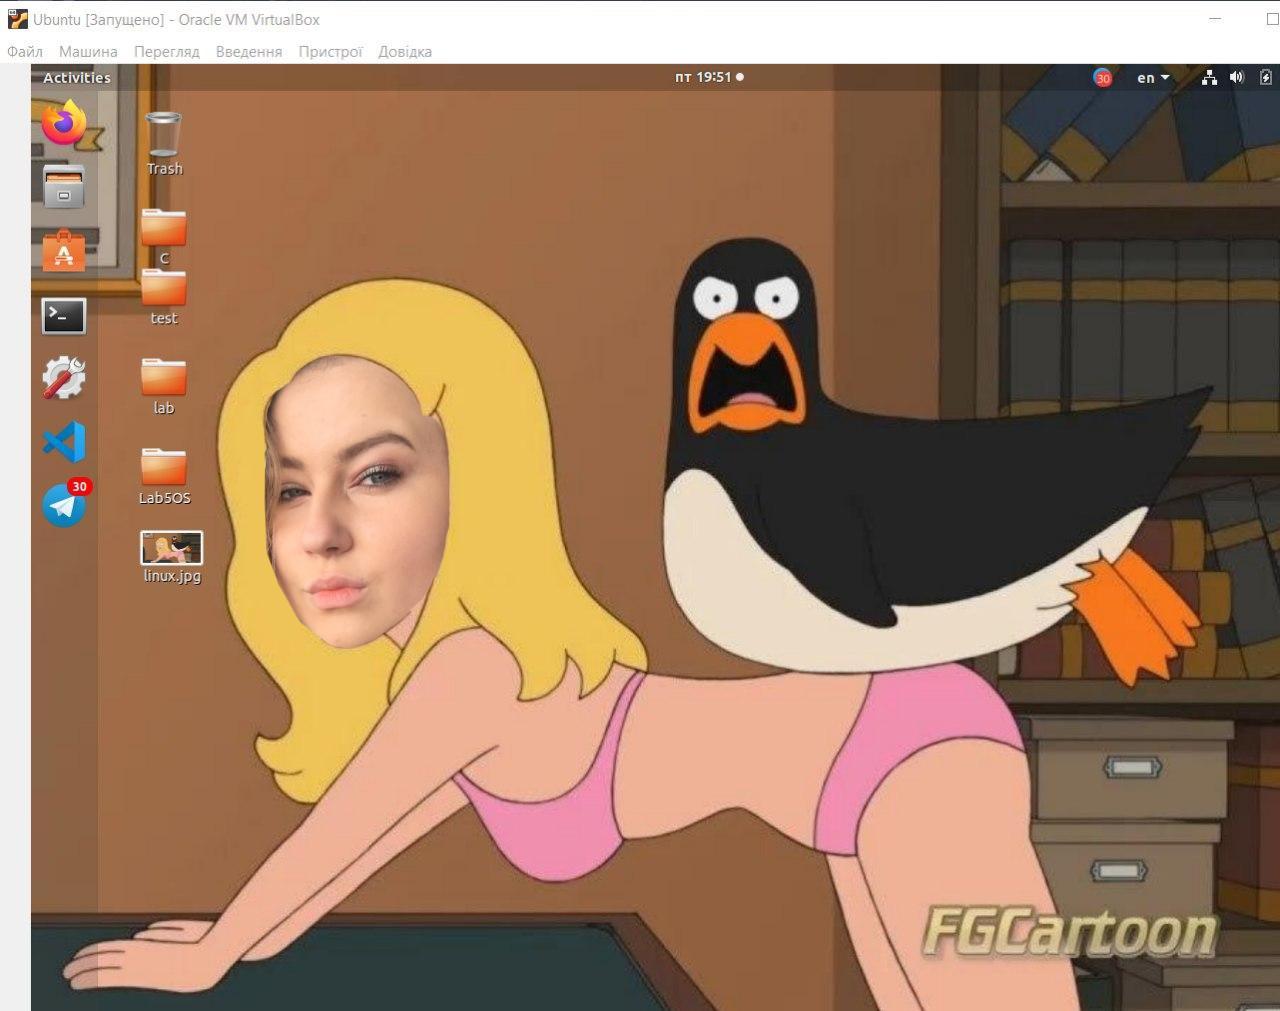 Ubuntu [Запущено] - Oracle VM VirtualBox
Файл Машина Перегляд Введення Пристрої Довідка
Activities
пт 19:51
30
en
Trash
C
test
lab
30
Lab5OS
linux.jpg
FGCartoon